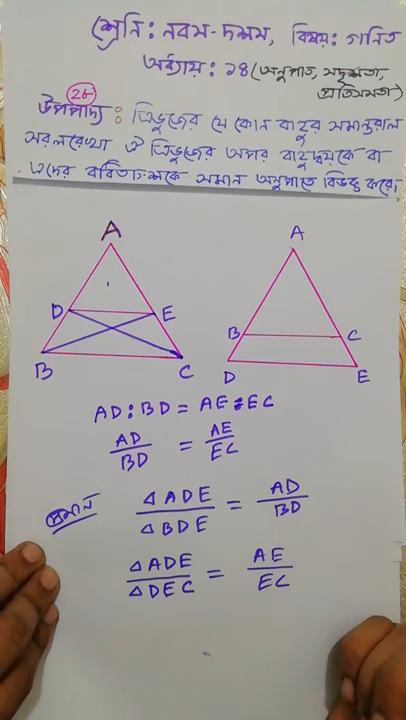 শ্রেনি: নবম-দশম, বিষয়: গানিত
অধ্যায়: ১৪ (অনুপাত, সদৃশতা,
প্রতিসমতা)
২৮
উপপাদ্য: ত্রিভুজের যে কোন বাহুর সমান্তরাল
সরলরেখা ঐ ত্রিভুজের অপর বাহুদ্বয়কে বা
এদের বর্ধিতাংশকে সমান অনুপাতে বিভক্ত করে।
A
A
D E
B C
B C
D E
AD : BD = AE : EC
AD/BD = AE/EC
প্রমান △ADE/△BDE = AD/BD
△ADE/△DEC = AE/EC